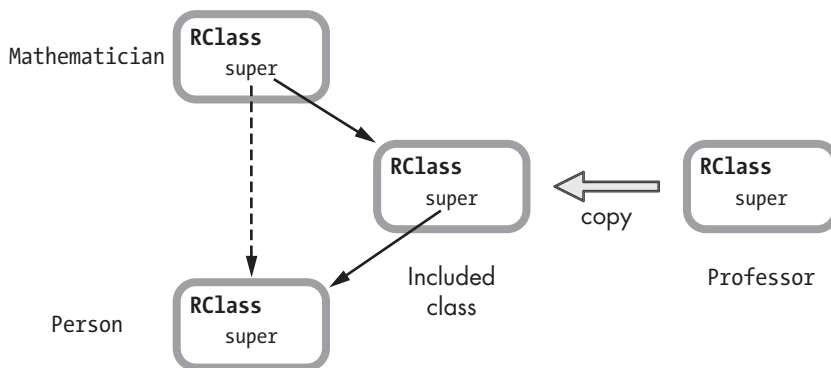 Mathematician
RClass
super
RClass
super
copy
RClass
super
Included
class
Professor
Person
RClass
super